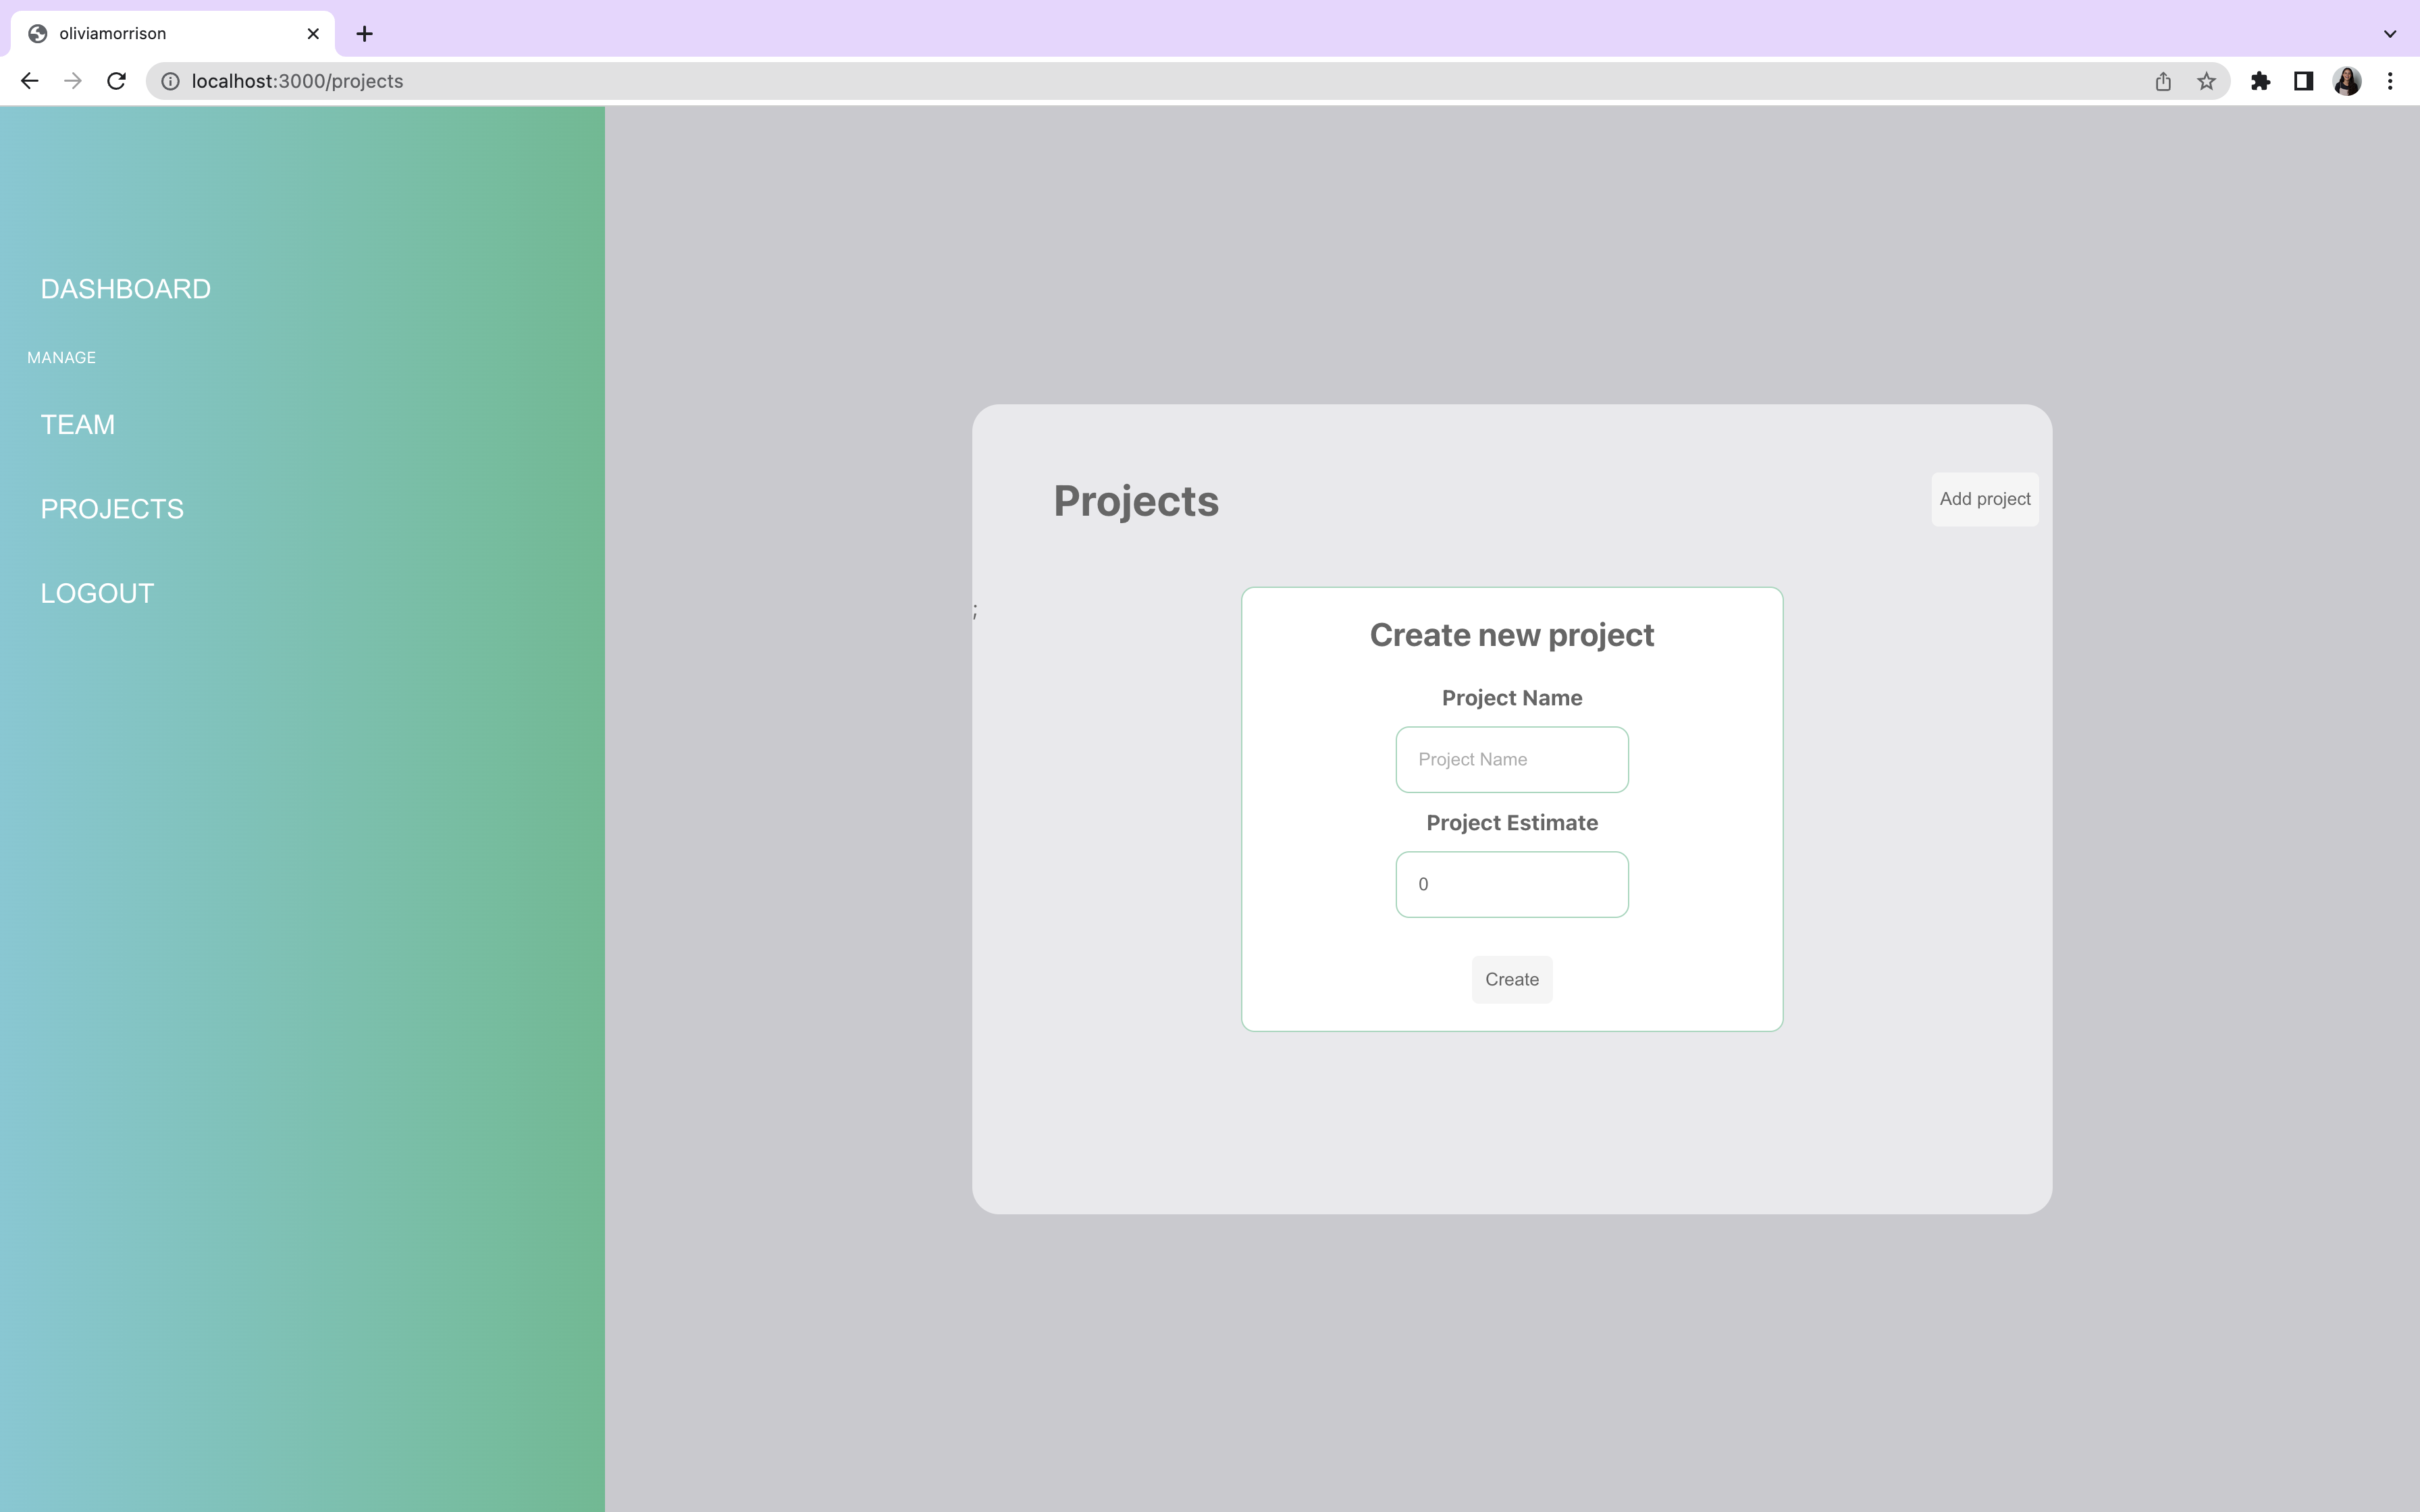 oliviamorrison
localhost:3000/projects
DASHBOARD
MANAGE
TEAM
PROJECTS
LOGOUT
Projects
Add project
;
Create new project
Project Name
Project Name
Project Estimate
0
Create